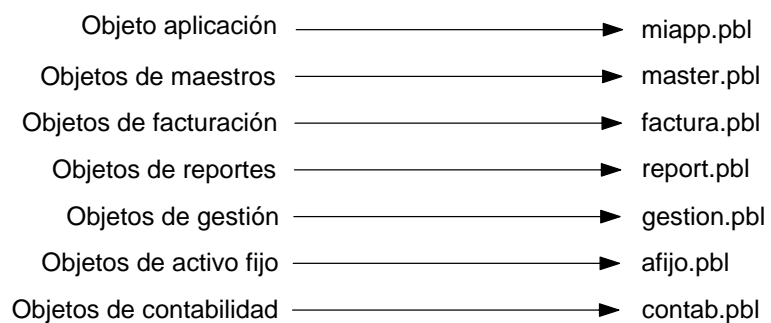 Objeto aplicación miapp.pbl
Objetos de maestros master.pbl
Objetos de facturación factura.pbl
Objetos de reportes report.pbl
Objetos de gestión gestion.pbl
Objetos de activo fijo afijo.pbl
Objetos de contabilidad contab.pbl